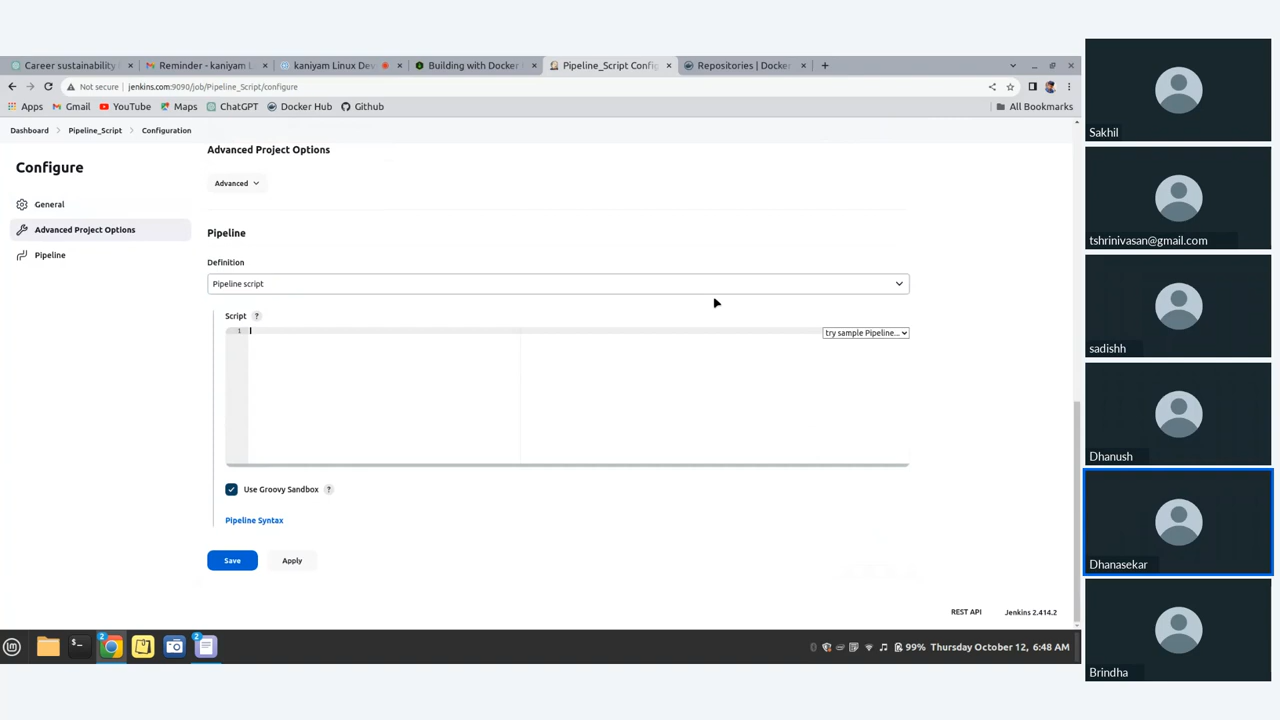 Career sustainability
Reminder - kaniyam L
kaniyam Linux Dev
Building with Docker
Pipeline_Script Config
Repositories | Docker
Not secure
jenkins.com:9090/job/Pipeline_Script/configure
Apps
Gmail
YouTube
Maps
ChatGPT
Docker Hub
Github
All Bookmarks
Dashboard
Pipeline_Script
Configuration
Configure
General
Advanced Project Options
Pipeline
Advanced Project Options
Advanced
Pipeline
Definition
Pipeline script
Script ?
1
try sample Pipeline...
Use Groovy Sandbox ?
Pipeline Syntax
Save
Apply
REST API
Jenkins 2.414.2
2
2
99%
Thursday October 12, 6:48 AM
Sakhil
tshrinivasan@gmail.com
sadishh
Dhanush
Dhanasekar
Brindha